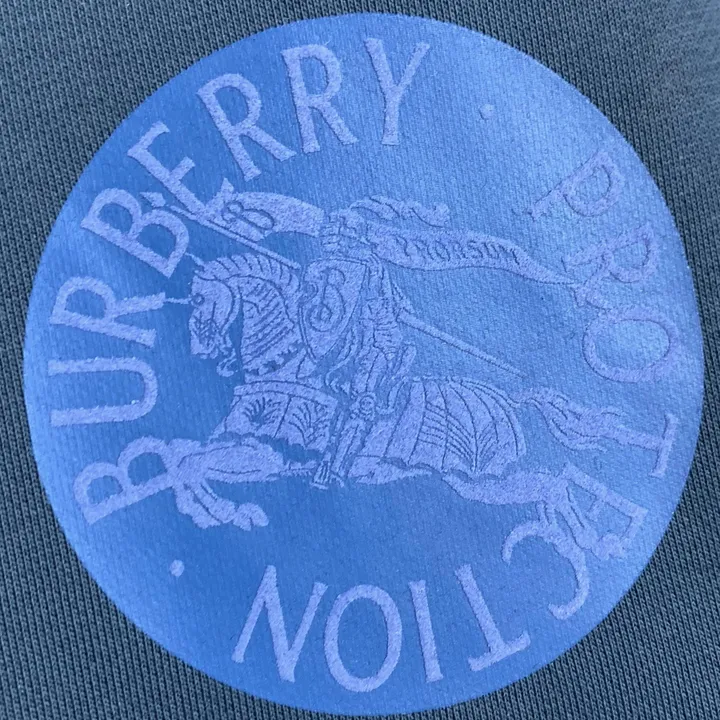 BURBERRY · PROTECTION ·
B
PRORSUM
B